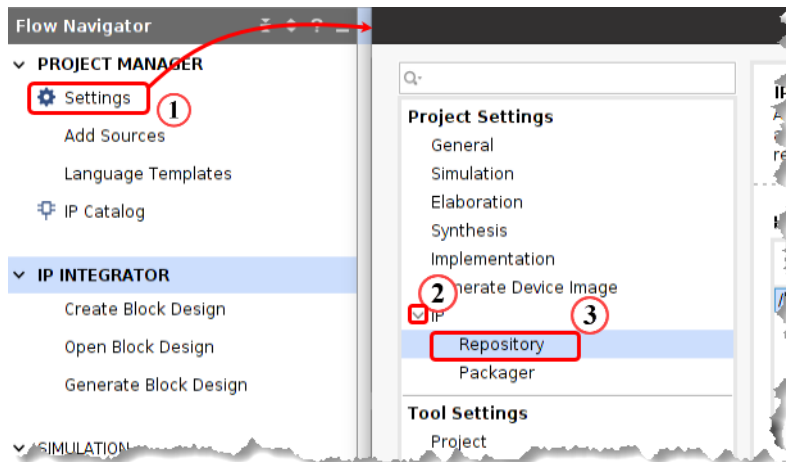 Flow Navigator
PROJECT MANAGER
Settings
1
Add Sources
Language Templates
IP Catalog
IP INTEGRATOR
Create Block Design
Open Block Design
Generate Block Design
SIMULATION
Project Settings
General
Simulation
Elaboration
Synthesis
Implementation
nerate Device Image
2
IP
3
Repository
Packager
Tool Settings
Project